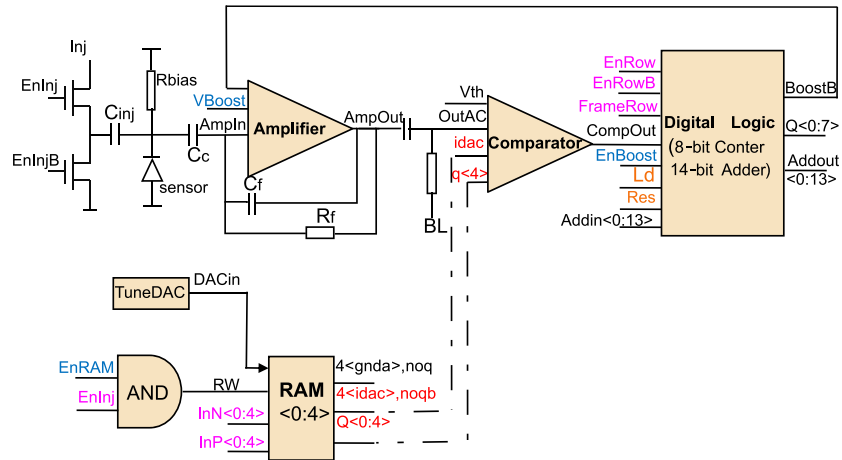 Inj
EnInj
Rbias
Cinj
EnInjB
sensor
Cc
VBoost
AmpIn
Amplifier
AmpOut
Cf
Rf
Vth
OutAC
idac
q<4>
Comparator
BL
CompOut
EnRow
EnRowB
FrameRow
EnBoost
Ld
Res
Addin<0:13>
Digital Logic
(8-bit Conter
14-bit Adder)
BoostB
Q<0:7>
Addout
<0:13>
TuneDAC
DACin
EnRAM
EnInj
AND
RW
InN<0:4>
InP<0:4>
RAM
<0:4>
4<gnda>,noq
4<idac>,noqb
Q<0:4>